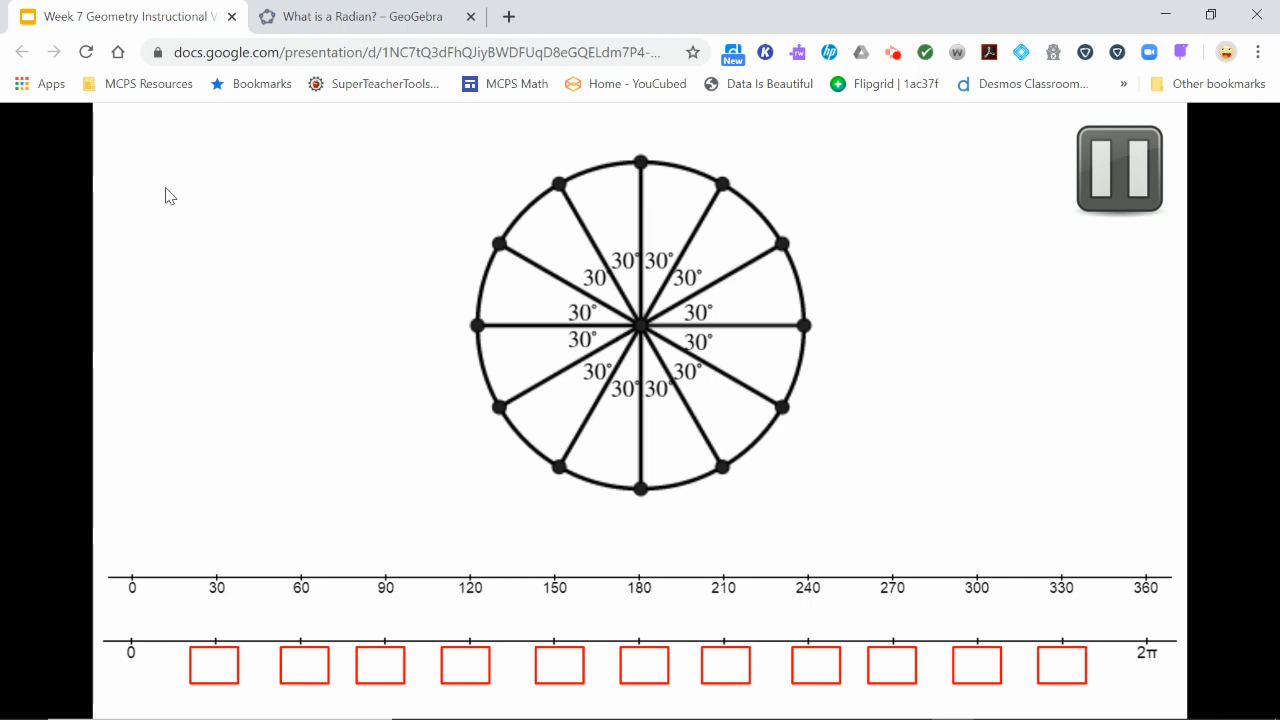 Week 7 Geometry Instructional V
What is a Radian? – GeoGebra
docs.google.com/presentation/d/1NC7tQ3dFhQJiyBWDFUqD8eGQELdm7P4-...
New
Apps
MCPS Resources
Bookmarks
SuperTeacherTools...
MCPS Math
Home - YouCubed
Data Is Beautiful
Flipgrid | 1ac37f
Desmos Classroom...
»
Other bookmarks
30° 30°
30 30°
30° 30°
30° 30°
30° 30°
30° 30°
0 30 60 90 120 150 180 210 240 270 300 330 360
0 2π